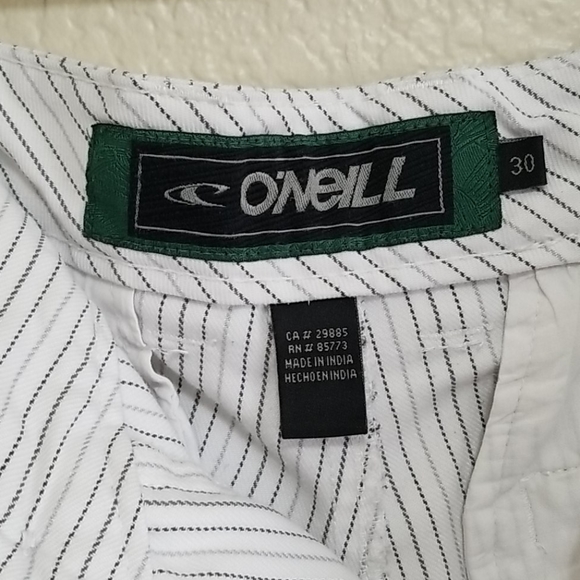 O'NEILL
30
CA # 29885
RN # 85773
MADE IN INDIA
HECHO EN INDIA